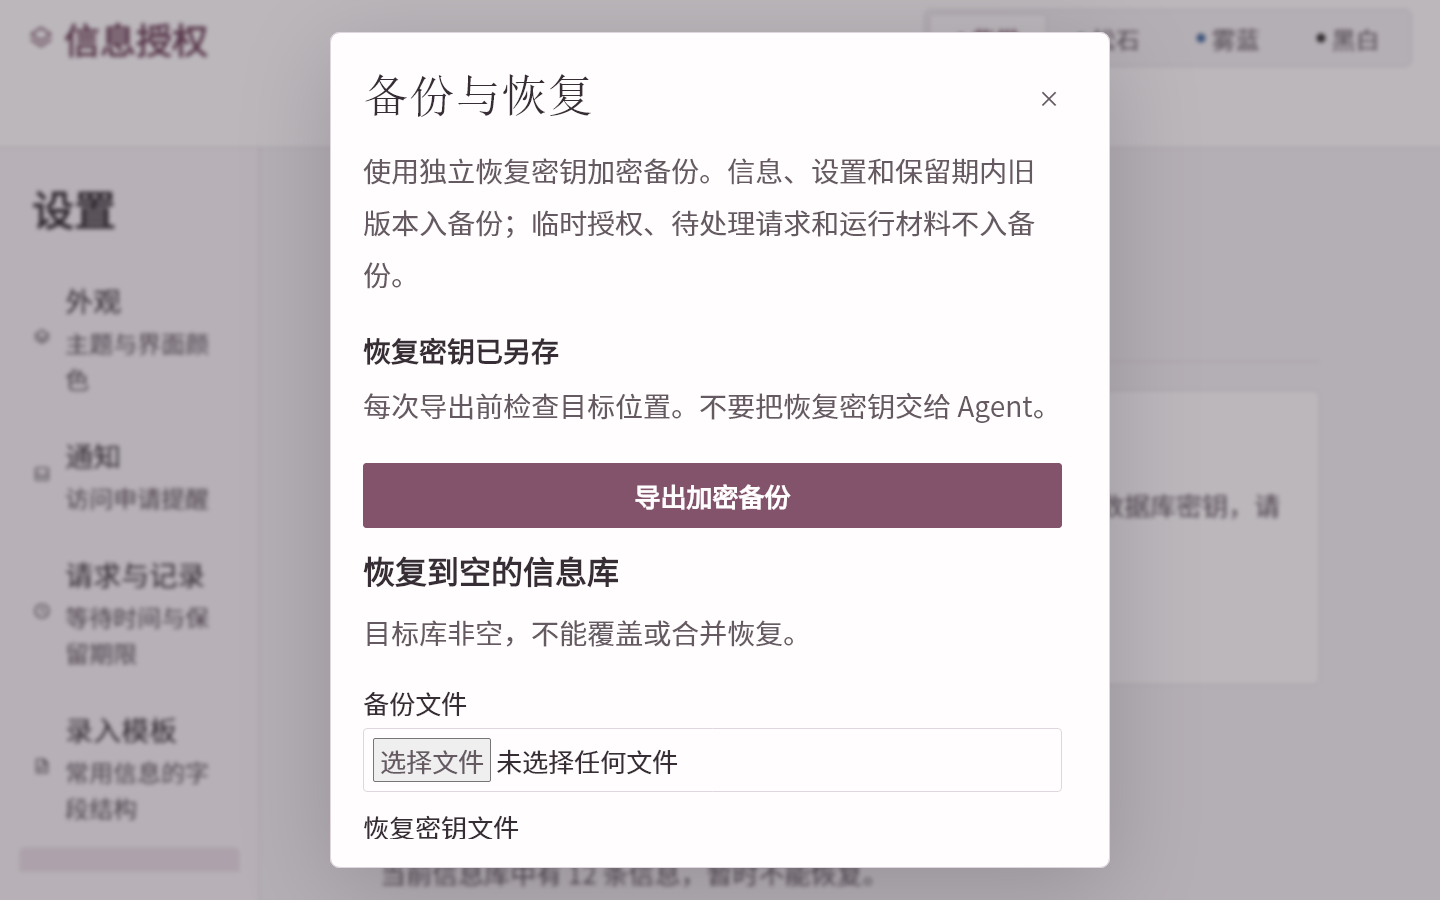 信息授权
雾蓝
黑白
备份与恢复
×
使用独立恢复密钥加密备份。信息、设置和保留期内旧
版本入备份；临时授权、待处理请求和运行材料不入备
份。
恢复密钥已另存
每次导出前检查目标位置。不要把恢复密钥交给 Agent。
导出加密备份
恢复到空的信息库
目标库非空，不能覆盖或合并恢复。
备份文件
选择文件 未选择任何文件
恢复密钥文件
设置
外观
主题与界面颜
色
通知
访问申请提醒
请求与记录
等待时间与保
留期限
录入模板
常用信息的字
段结构
数据库密钥，请
当前信息库中有 12 条信息，暂时不能恢复。